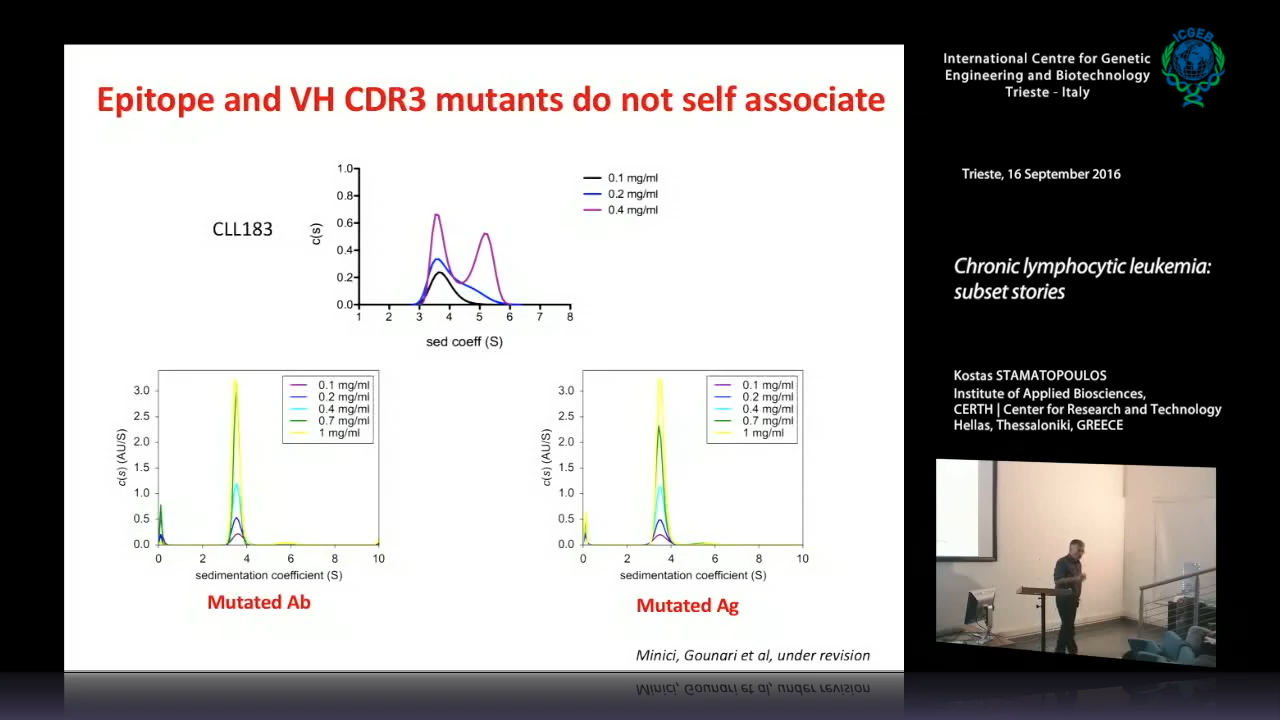 Epitope and VH CDR3 mutants do not self associate
CLL183
c(s)
1.0
0.8
0.6
0.4
0.2
0.0
1 2 3 4 5 6 7 8
sed coeff (S)
0.1 mg/ml
0.2 mg/ml
0.4 mg/ml
c(s) (AU/S)
3.0
2.5
2.0
1.5
1.0
0.5
0.0
0 2 4 6 8 10
sedimentation coefficient (S)
0.1 mg/ml
0.2 mg/ml
0.4 mg/ml
0.7 mg/ml
1 mg/ml
Mutated Ab
c(s) (AU/S)
3.0
2.5
2.0
1.5
1.0
0.5
0.0
0 2 4 6 8 10
sedimentation coefficient (S)
0.1 mg/ml
0.2 mg/ml
0.4 mg/ml
0.7 mg/ml
1 mg/ml
Mutated Ag
Minici, Gounari et al, under revision
International Centre for Genetic
Engineering and Biotechnology
Trieste - Italy
ICGEB
Trieste, 16 September 2016
Chronic lymphocytic leukemia:
subset stories
Kostas STAMATOPOULOS
Institute of Applied Biosciences,
CERTH | Center for Research and Technology
Hellas, Thessaloniki, GREECE